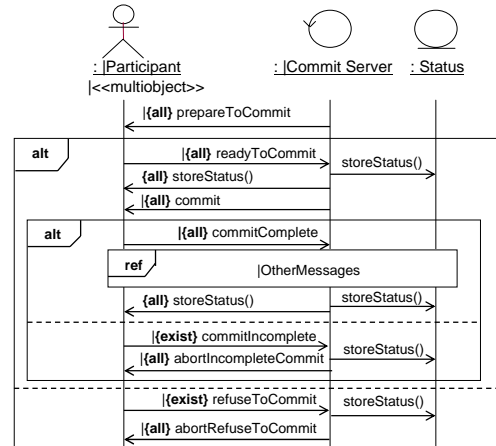 : |Participant
|<<multiobject>>
: |Commit Server
: Status
|{all} prepareToCommit
alt
|{all} readyToCommit
storeStatus()
{all} storeStatus()
|{all} commit
alt
|{all} commitComplete
ref
|OtherMessages
{all} storeStatus()
storeStatus()
|{exist} commitIncomplete
storeStatus()
|{all} abortIncompleteCommit
|{exist} refuseToCommit
storeStatus()
|{all} abortRefuseToCommit